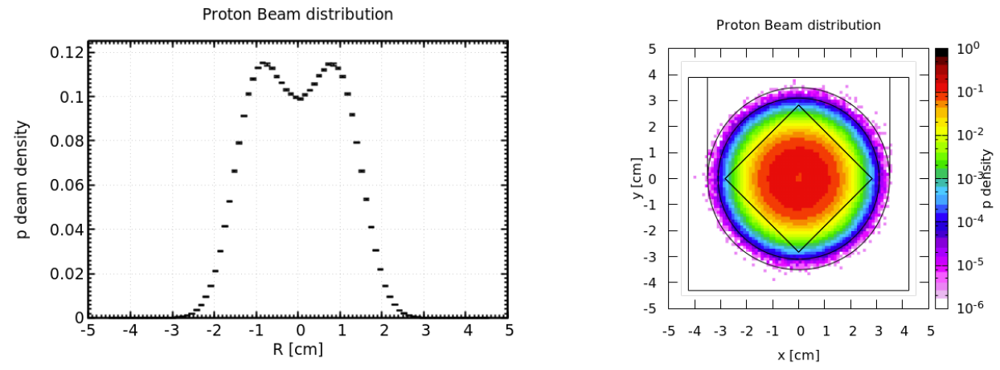 Proton Beam distribution
p beam density
0.12
0.1
0.08
0.06
0.04
0.02
0
-5 -4 -3 -2 -1 0 1 2 3 4 5
R [cm]
Proton Beam distribution
y [cm]
5
4
3
2
1
0
-1
-2
-3
-4
-5
-5 -4 -3 -2 -1 0 1 2 3 4 5
x [cm]
10⁰
10⁻¹
10⁻²
10⁻³
10⁻⁴
10⁻⁵
10⁻⁶
p density